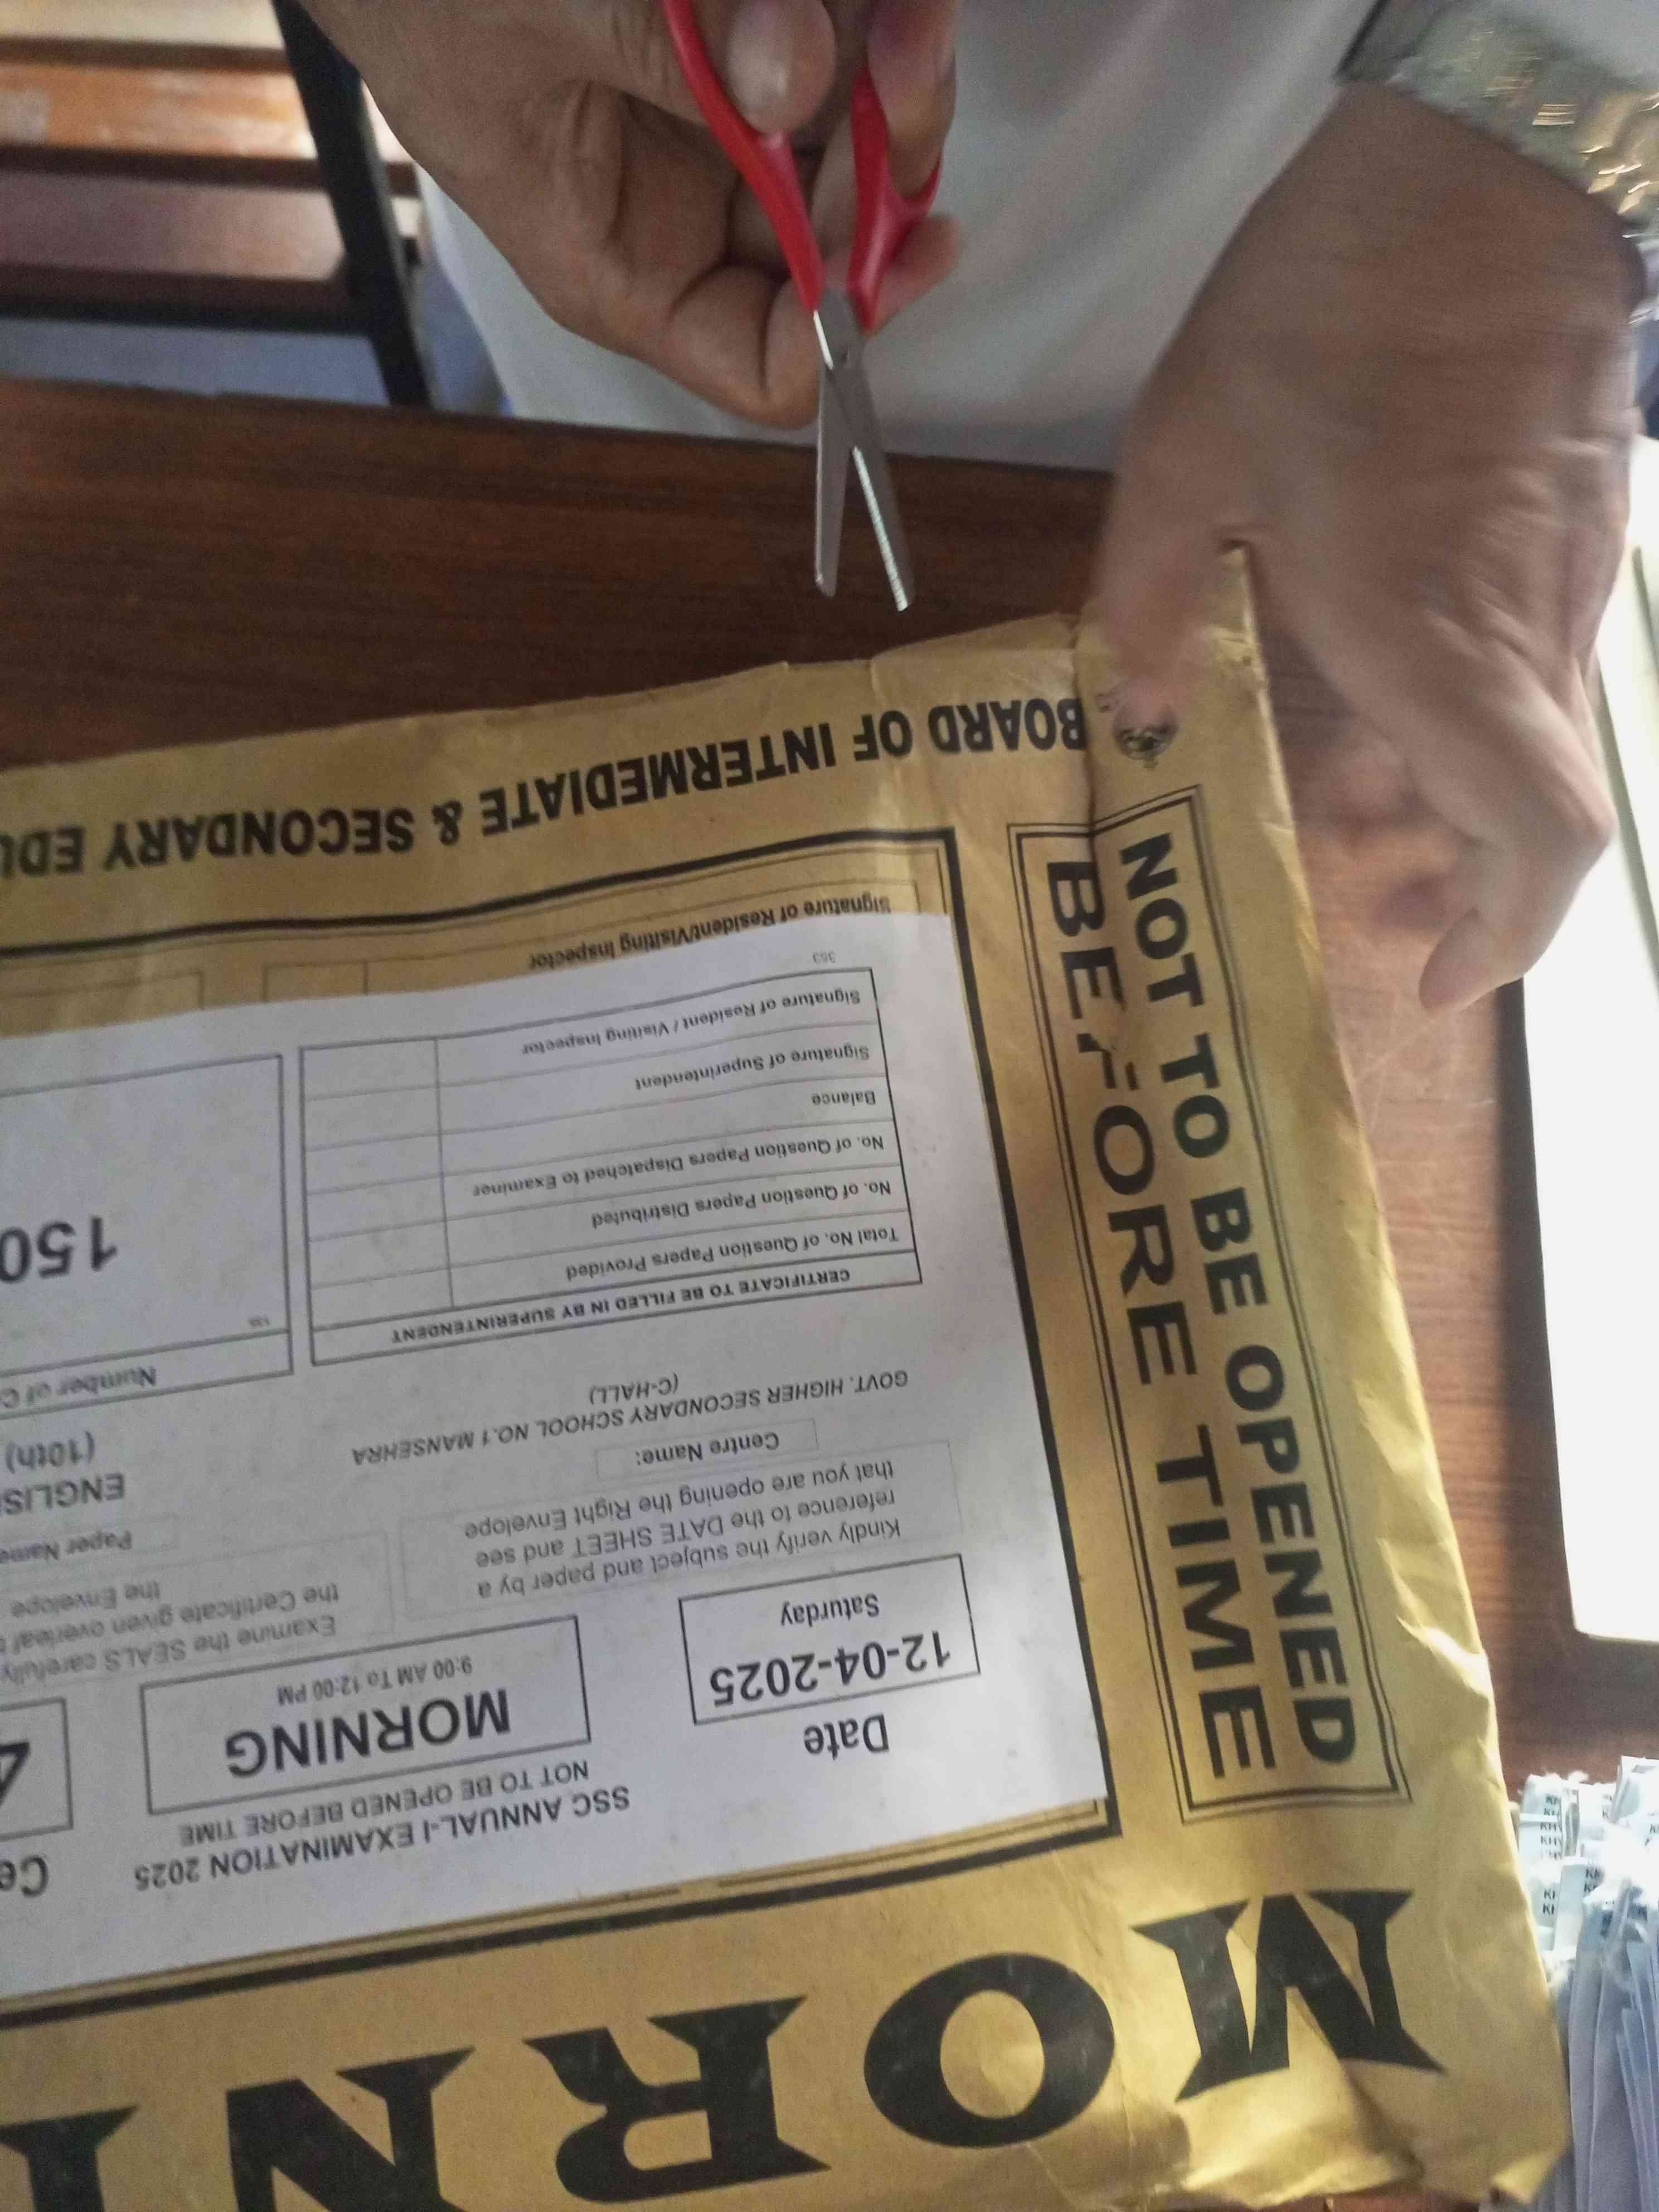 MORN
SSC ANNUAL-I EXAMINATION 2025
NOT TO BE OPENED BEFORE TIME
Date
12-04-2025
Saturday
MORNING
9:00 AM To 12:00 PM
Kindly verify the subject and paper by a
reference to the DATE SHEET and see
that you are opening the Right Envelope
Examine the SEALS carefully
the Certificate given overleaf
the Envelope
Centre Name:
GOVT. HIGHER SECONDARY SCHOOL NO.1 MANSEHRA
(C-HALL)
Paper Name
ENGLIS
(10th)
Number of C
150
CERTIFICATE TO BE FILLED IN BY SUPERINTENDENT
Total No. of Question Papers Provided
No. of Question Papers Distributed
No. of Question Papers Dispatched to Examiner
Balance
Signature of Superintendent
Signature of Resident / Visiting Inspector
353
Signature of Resident/Visiting Inspector
BOARD OF INTERMEDIATE & SECONDARY EDU
NOT TO BE OPENED
BEFORE TIME